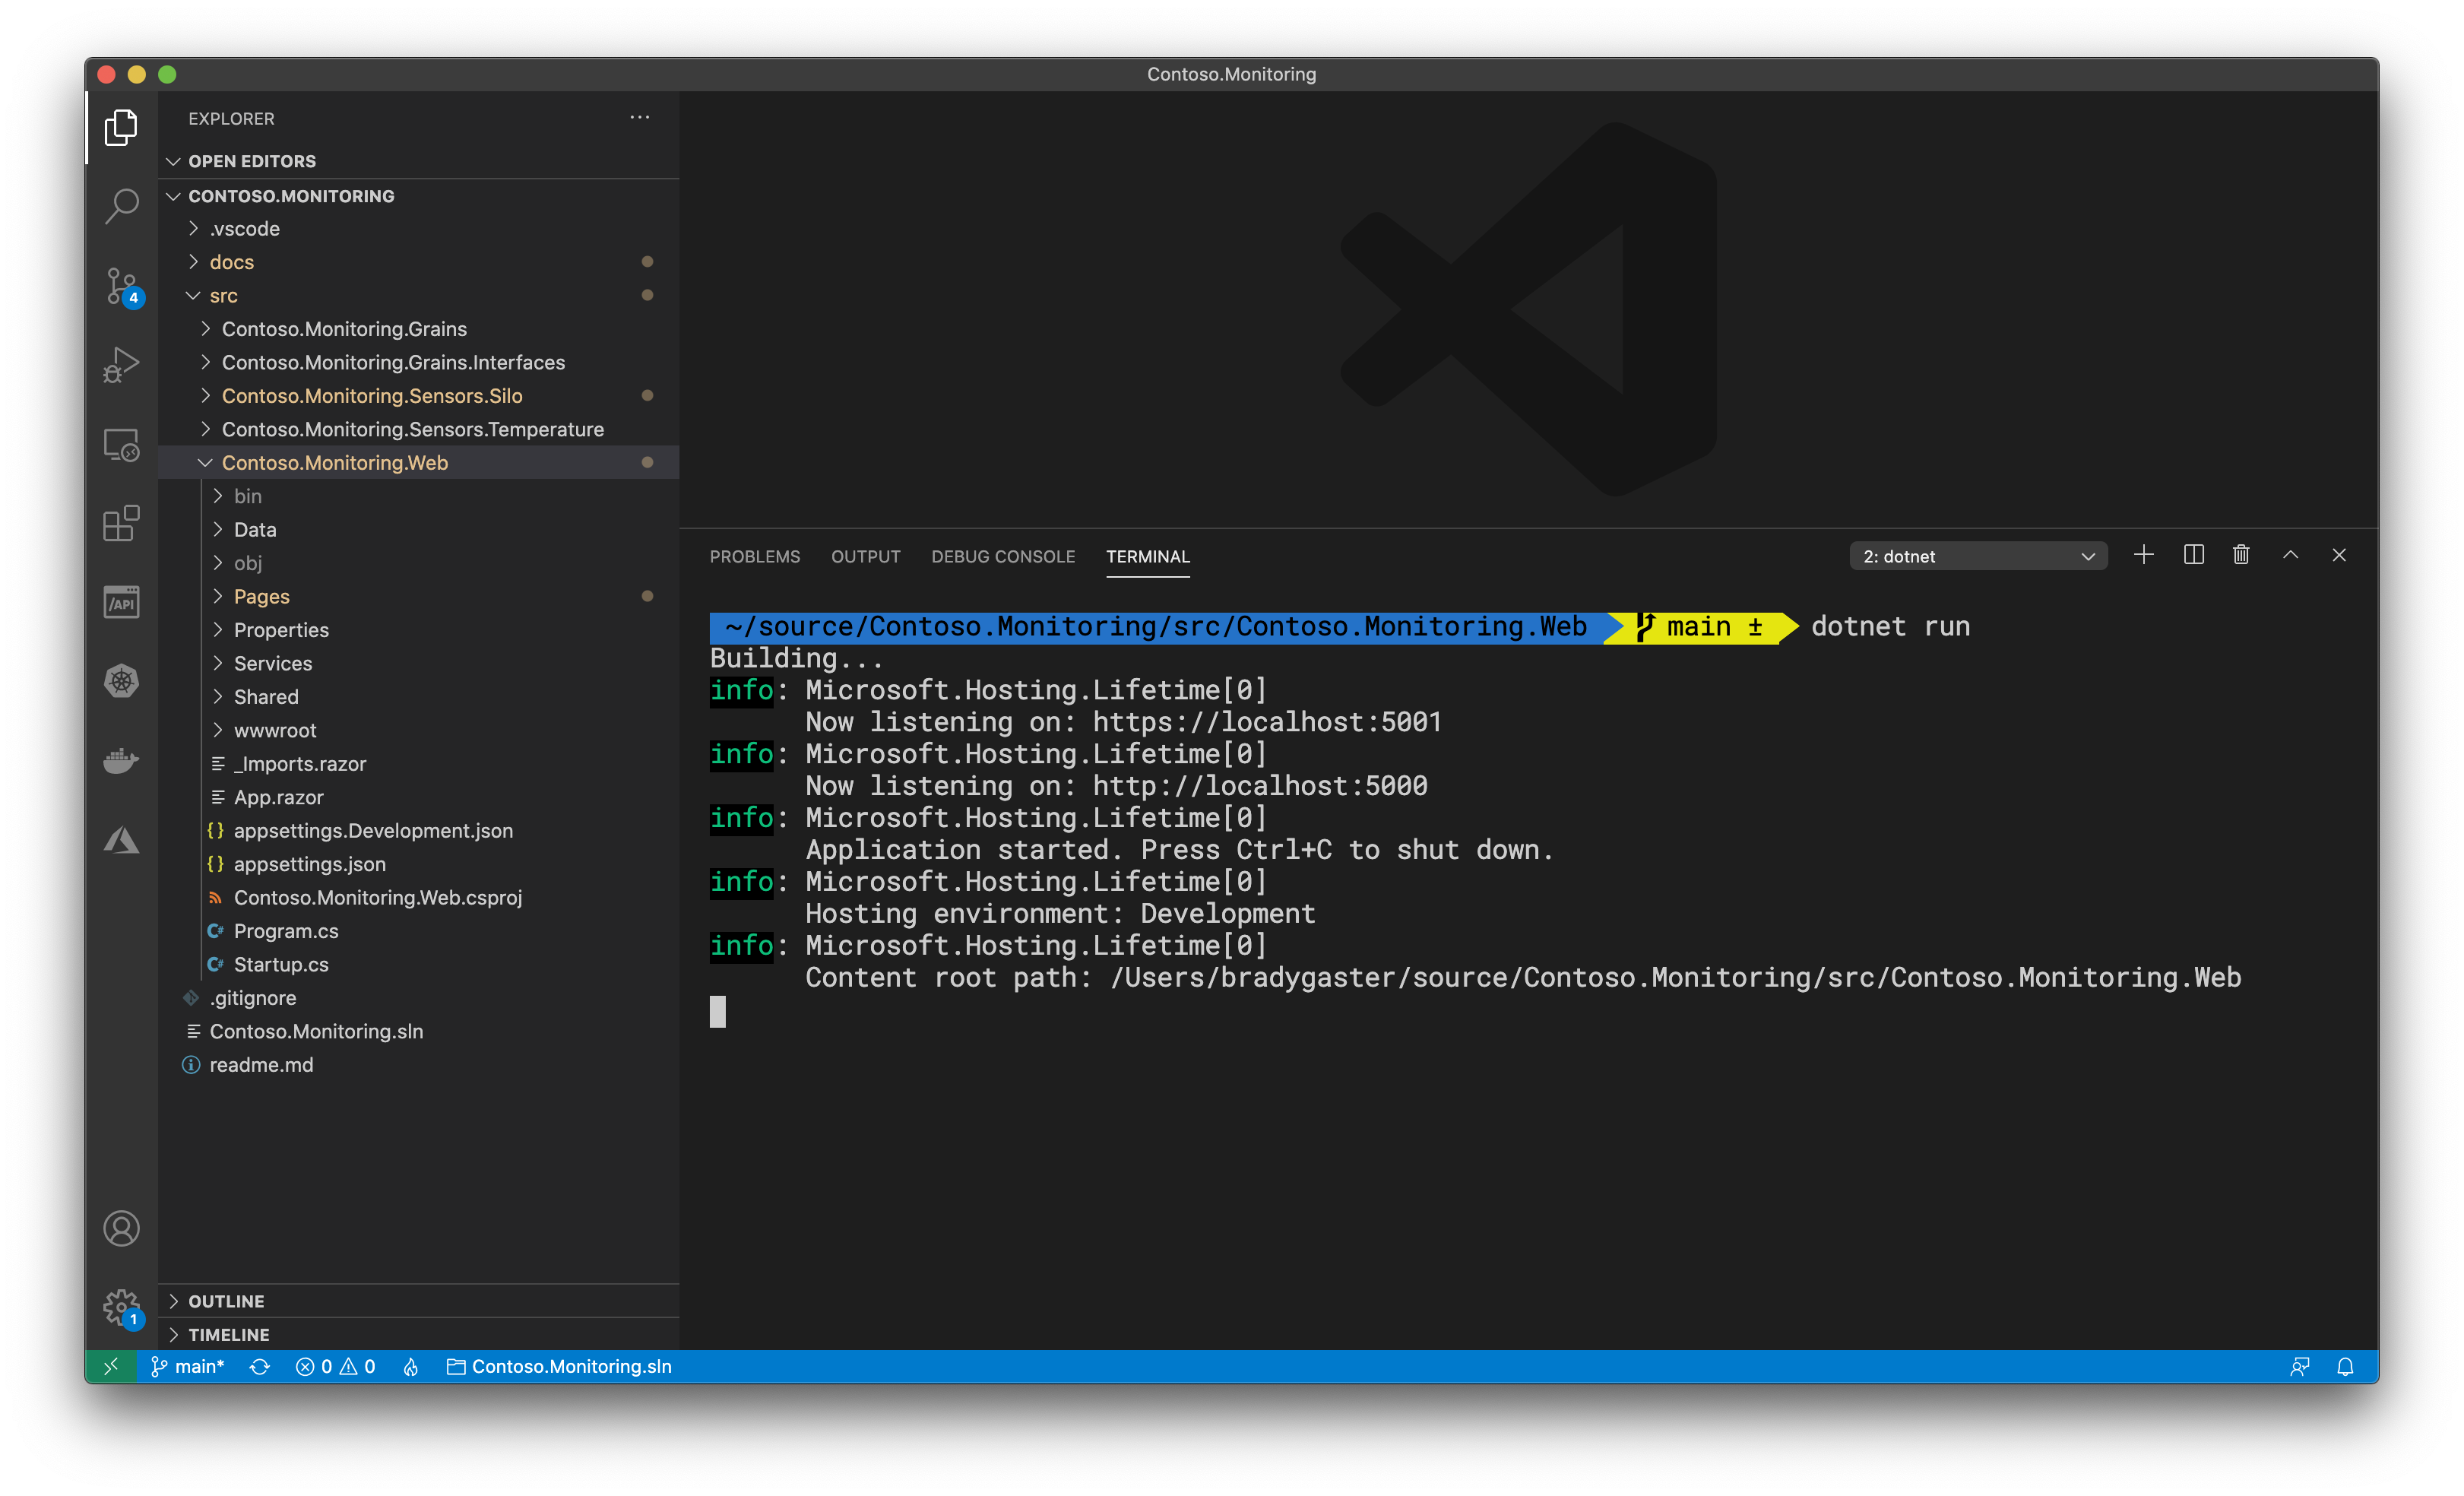 Contoso.Monitoring
EXPLORER
OPEN EDITORS
CONTOSO.MONITORING
.vscode
docs
src
Contoso.Monitoring.Grains
Contoso.Monitoring.Grains.Interfaces
Contoso.Monitoring.Sensors.Silo
Contoso.Monitoring.Sensors.Temperature
Contoso.Monitoring.Web
bin
Data
obj
Pages
Properties
Services
Shared
wwwroot
_Imports.razor
App.razor
{} appsettings.Development.json
{} appsettings.json
Contoso.Monitoring.Web.csproj
C# Program.cs
C# Startup.cs
.gitignore
Contoso.Monitoring.sln
readme.md
OUTLINE
TIMELINE
4
/API
1
PROBLEMS OUTPUT DEBUG CONSOLE TERMINAL 2: dotnet
~/source/Contoso.Monitoring/src/Contoso.Monitoring.Web main ± dotnet run
Building...
info: Microsoft.Hosting.Lifetime[0]
Now listening on: https://localhost:5001
info: Microsoft.Hosting.Lifetime[0]
Now listening on: http://localhost:5000
info: Microsoft.Hosting.Lifetime[0]
Application started. Press Ctrl+C to shut down.
info: Microsoft.Hosting.Lifetime[0]
Hosting environment: Development
info: Microsoft.Hosting.Lifetime[0]
Content root path: /Users/bradygaster/source/Contoso.Monitoring/src/Contoso.Monitoring.Web
main* 0 0 Contoso.Monitoring.sln